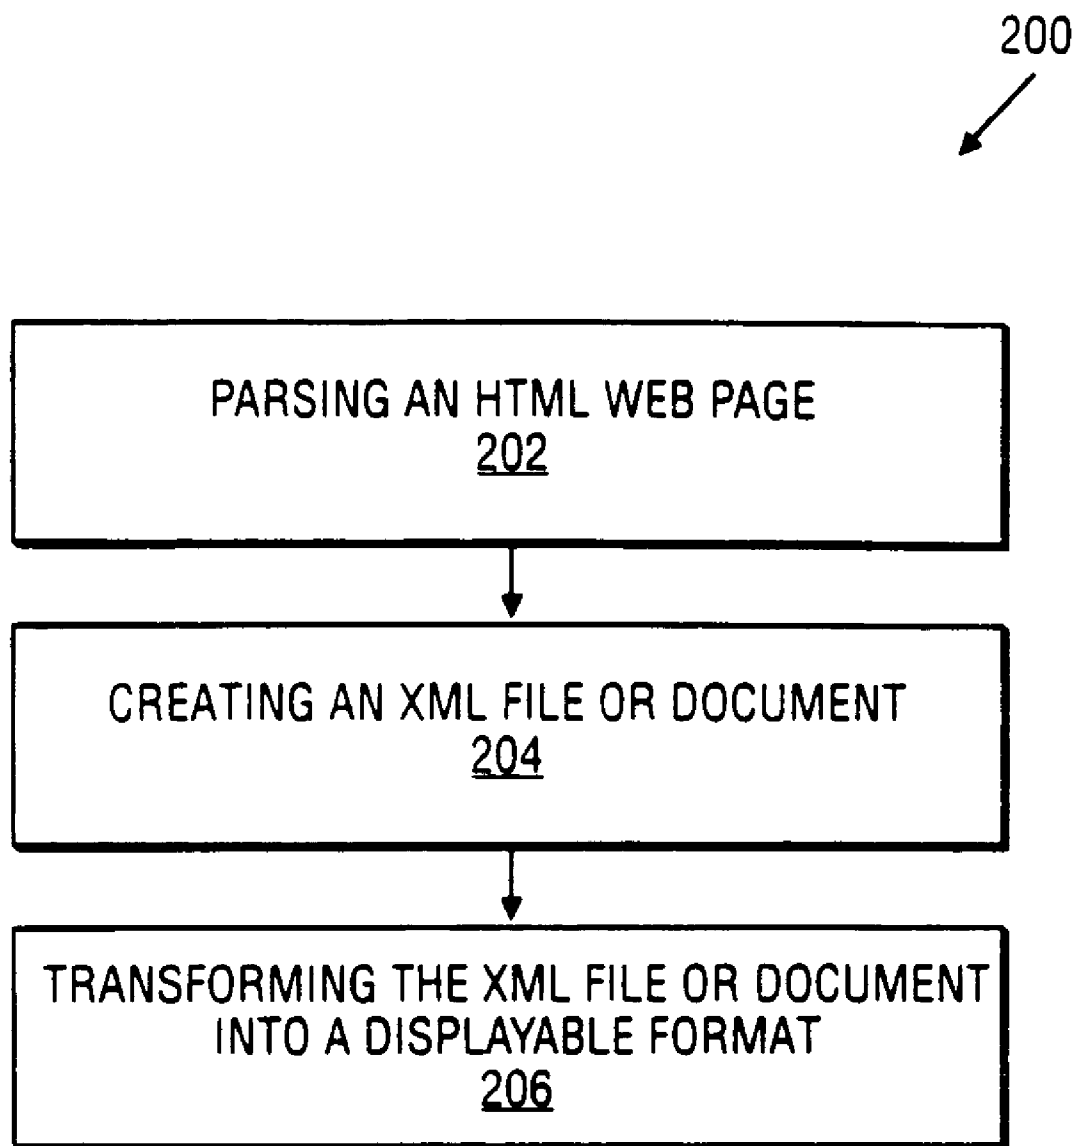 200
PARSING AN HTML WEB PAGE
202
CREATING AN XML FILE OR DOCUMENT
204
TRANSFORMING THE XML FILE OR DOCUMENT
INTO A DISPLAYABLE FORMAT
206